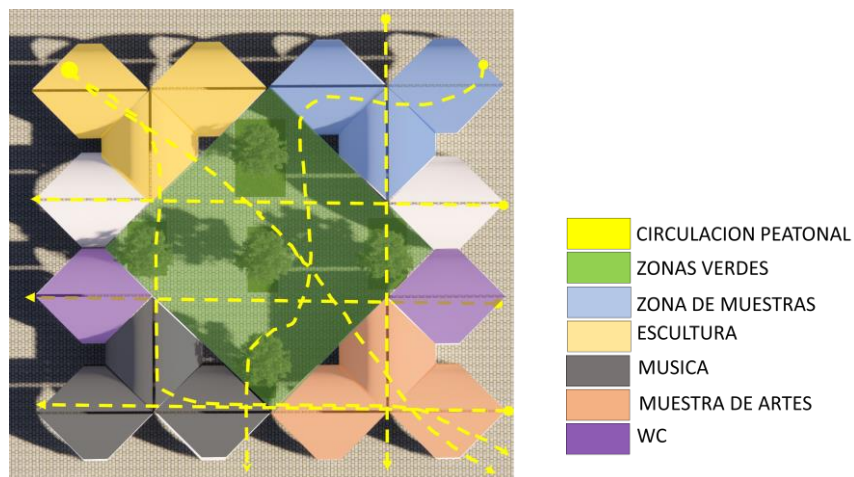 CIRCULACION PEATONAL
ZONAS VERDES
ZONA DE MUESTRAS
ESCULTURA
MUSICA
MUESTRA DE ARTES
WC